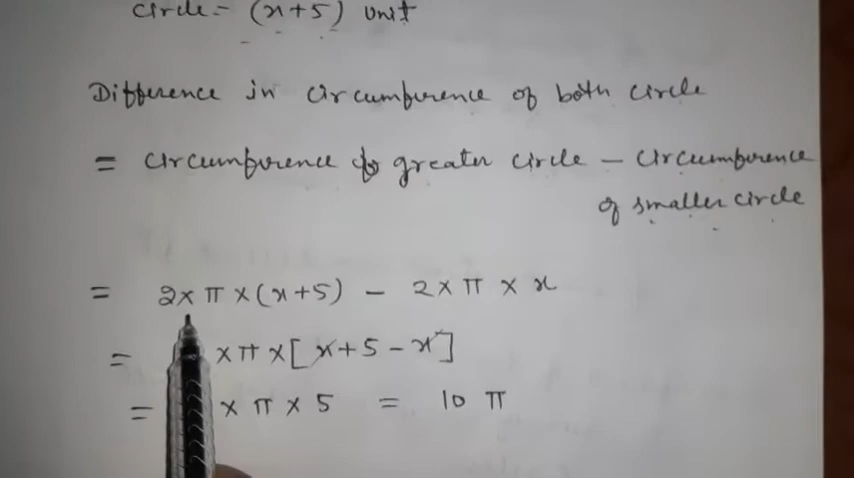 Circle = (x+5) unit
Difference in circumference of both circle
= circumference of greater circle - circumference
of smaller circle
= 2 x π x (x+5) - 2 x π x x
= x π x [x+5-x]
= x π x 5 = 10 π